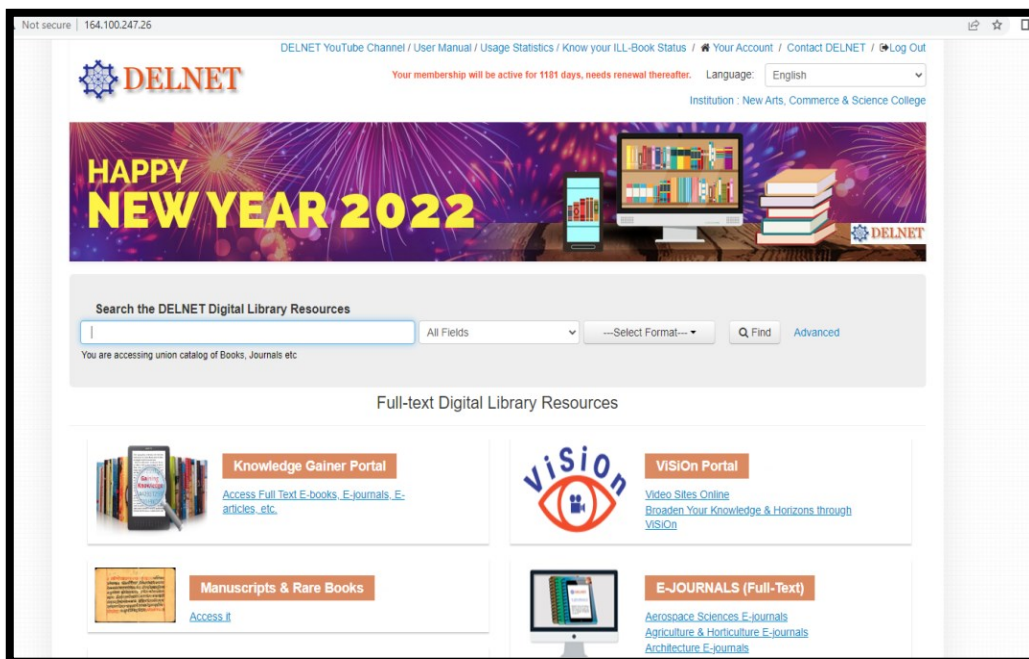 Not secure | 164.100.247.26
DELNET YouTube Channel / User Manual / Usage Statistics / Know your ILL-Book Status / Your Account / Contact DELNET / Log Out
DELNET
Your membership will be active for 1181 days, needs renewal thereafter. Language: English
Institution : New Arts, Commerce & Science College
HAPPY
NEW YEAR 2022
DELNET
Search the DELNET Digital Library Resources
All Fields ---Select Format--- Find Advanced
You are accessing union catalog of Books, Journals etc
Full-text Digital Library Resources
Gaining
Knowledge
Knowledge Gainer Portal
Access Full Text E-books, E-journals, E-
articles, etc.
ViSiOn
ViSiOn Portal
Video Sites Online
Broaden Your Knowledge & Horizons through
ViSiOn
Manuscripts & Rare Books
Access it
E-JOURNALS (Full-Text)
Aerospace Sciences E-journals
Agriculture & Horticulture E-journals
Architecture E-journals